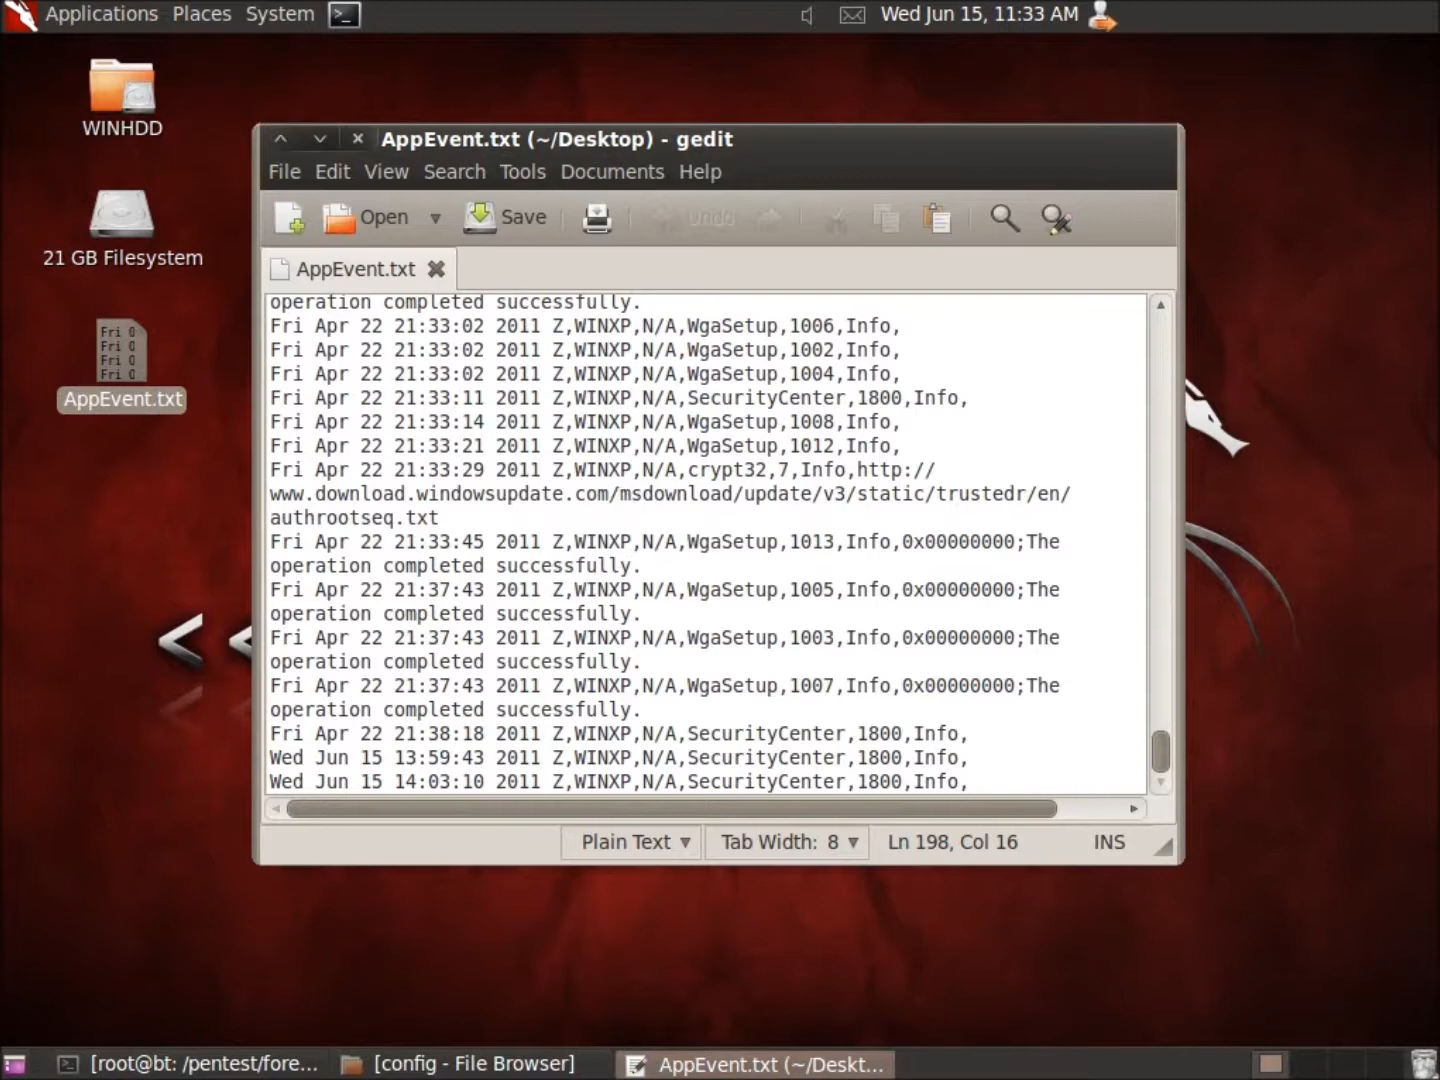 Applications Places System
Wed Jun 15, 11:33 AM
WINHDD
21 GB Filesystem
Fri 0
Fri 0
Fri 0
Fri 0
AppEvent.txt
AppEvent.txt (~/Desktop) - gedit
File Edit View Search Tools Documents Help
Open Save Undo
AppEvent.txt
operation completed successfully.
Fri Apr 22 21:33:02 2011 Z,WINXP,N/A,WgaSetup,1006,Info,
Fri Apr 22 21:33:02 2011 Z,WINXP,N/A,WgaSetup,1002,Info,
Fri Apr 22 21:33:02 2011 Z,WINXP,N/A,WgaSetup,1004,Info,
Fri Apr 22 21:33:11 2011 Z,WINXP,N/A,SecurityCenter,1800,Info,
Fri Apr 22 21:33:14 2011 Z,WINXP,N/A,WgaSetup,1008,Info,
Fri Apr 22 21:33:21 2011 Z,WINXP,N/A,WgaSetup,1012,Info,
Fri Apr 22 21:33:29 2011 Z,WINXP,N/A,crypt32,7,Info,http://
www.download.windowsupdate.com/msdownload/update/v3/static/trustedr/en/
authrootseq.txt
Fri Apr 22 21:33:45 2011 Z,WINXP,N/A,WgaSetup,1013,Info,0x00000000;The
operation completed successfully.
Fri Apr 22 21:37:43 2011 Z,WINXP,N/A,WgaSetup,1005,Info,0x00000000;The
operation completed successfully.
Fri Apr 22 21:37:43 2011 Z,WINXP,N/A,WgaSetup,1003,Info,0x00000000;The
operation completed successfully.
Fri Apr 22 21:37:43 2011 Z,WINXP,N/A,WgaSetup,1007,Info,0x00000000;The
operation completed successfully.
Fri Apr 22 21:38:18 2011 Z,WINXP,N/A,SecurityCenter,1800,Info,
Wed Jun 15 13:59:43 2011 Z,WINXP,N/A,SecurityCenter,1800,Info,
Wed Jun 15 14:03:10 2011 Z,WINXP,N/A,SecurityCenter,1800,Info,
Plain Text Tab Width: 8 Ln 198, Col 16 INS
<<
[root@bt: /pentest/fore... [config - File Browser] AppEvent.txt (~/Deskt...